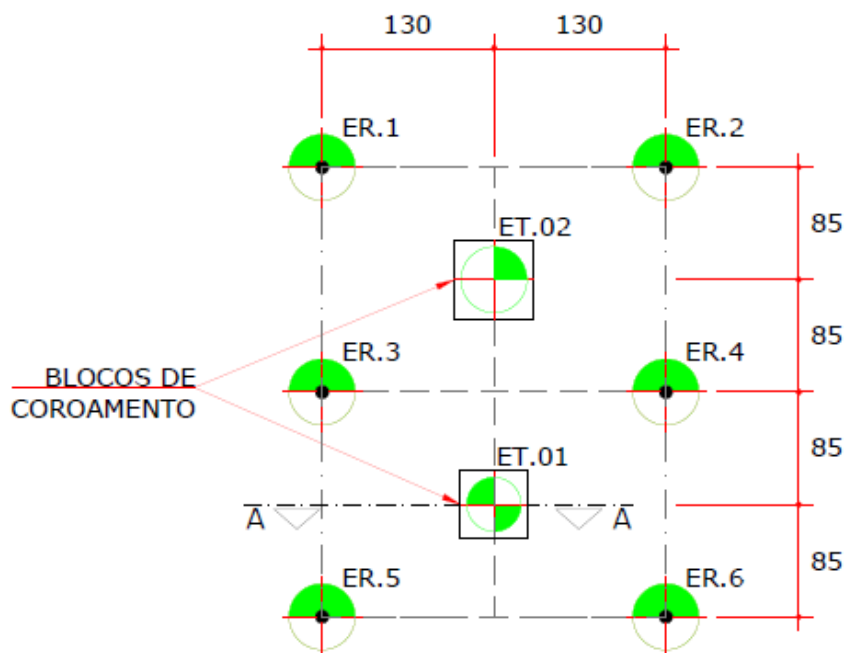 130 130
ER.1 ER.2
85
ET.02
85
ER.3 ER.4
BLOCOS DE
COROAMENTO
85
ET.01
A A
85
ER.5 ER.6